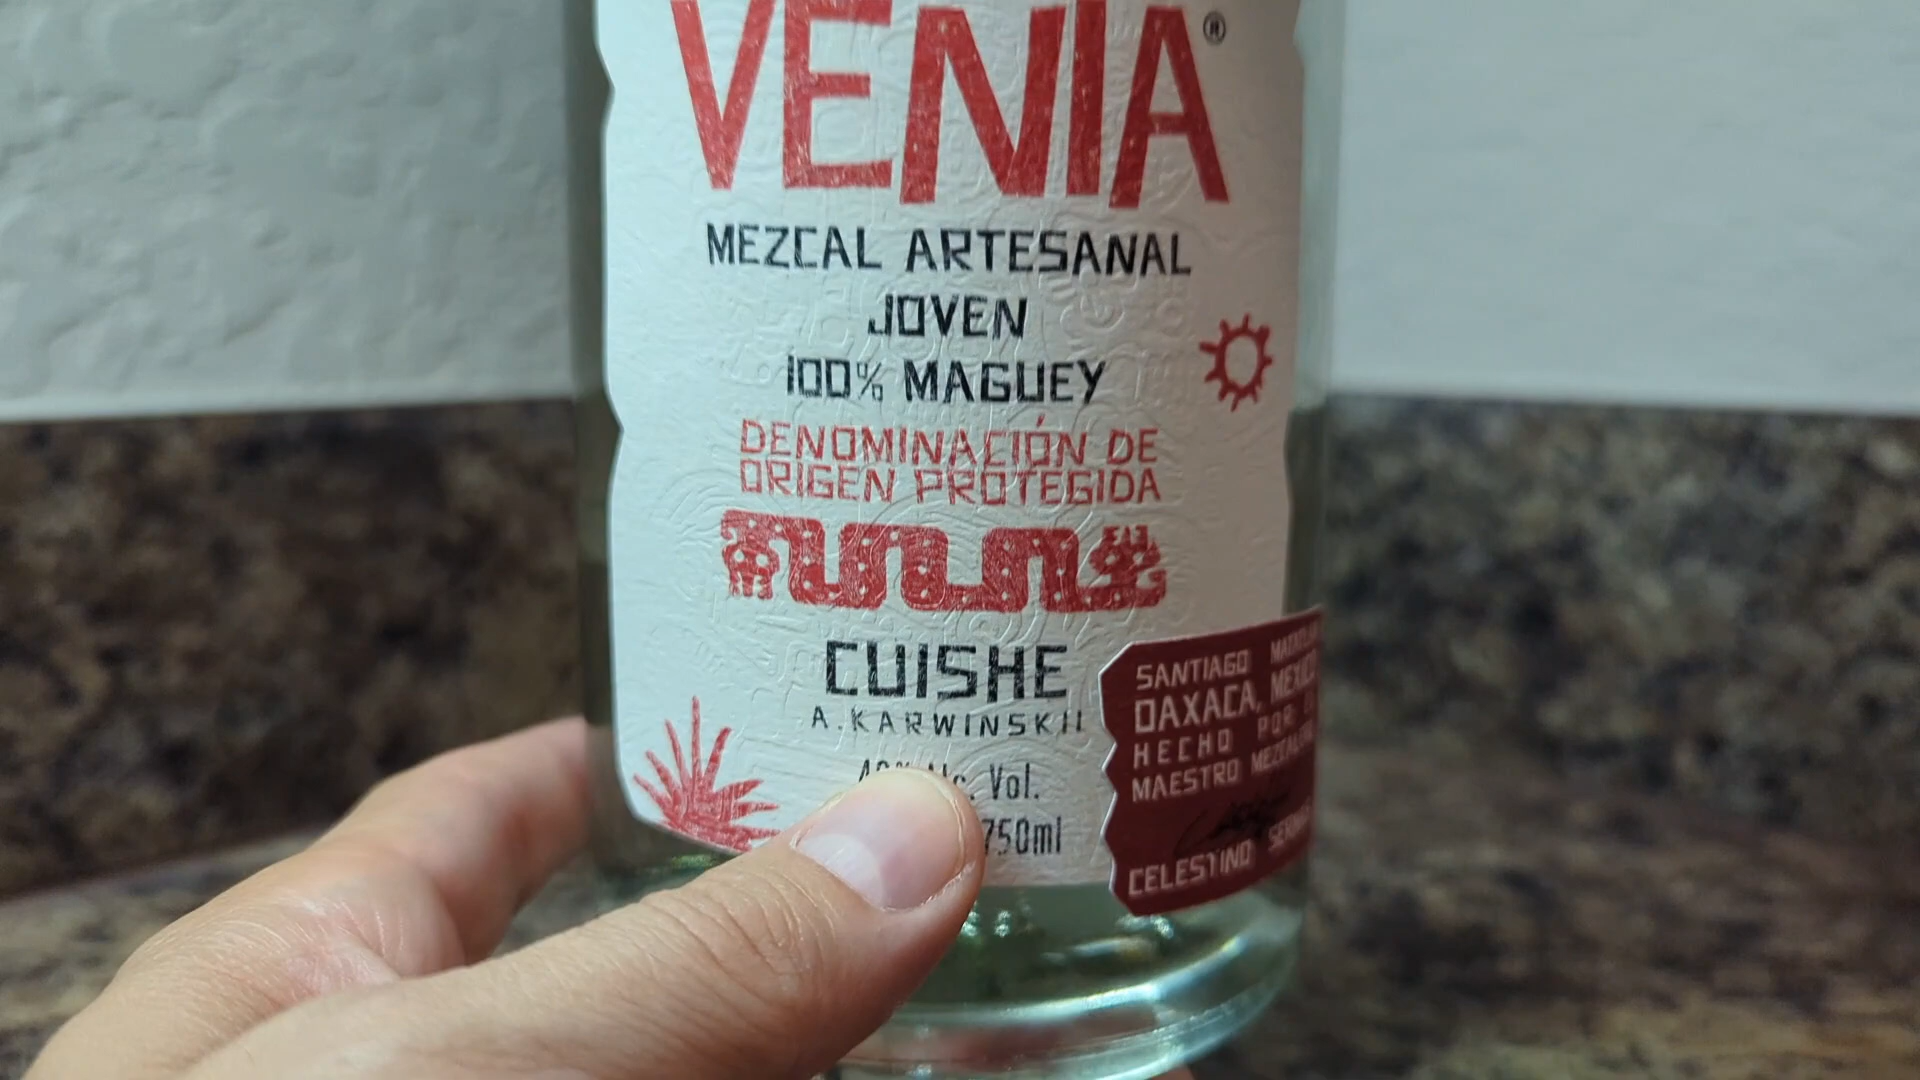 VENIA®
MEZCAL ARTESANAL
JOVEN
100% MAGUEY
DENOMINACIÓN DE
ORIGEN PROTEGIDA
CUISHE
A. KARWINSKII
Vol.
750ml
SANTIAGO
OAXACA, MEXICO
HECHO POR
MAESTRO
CELESTINO